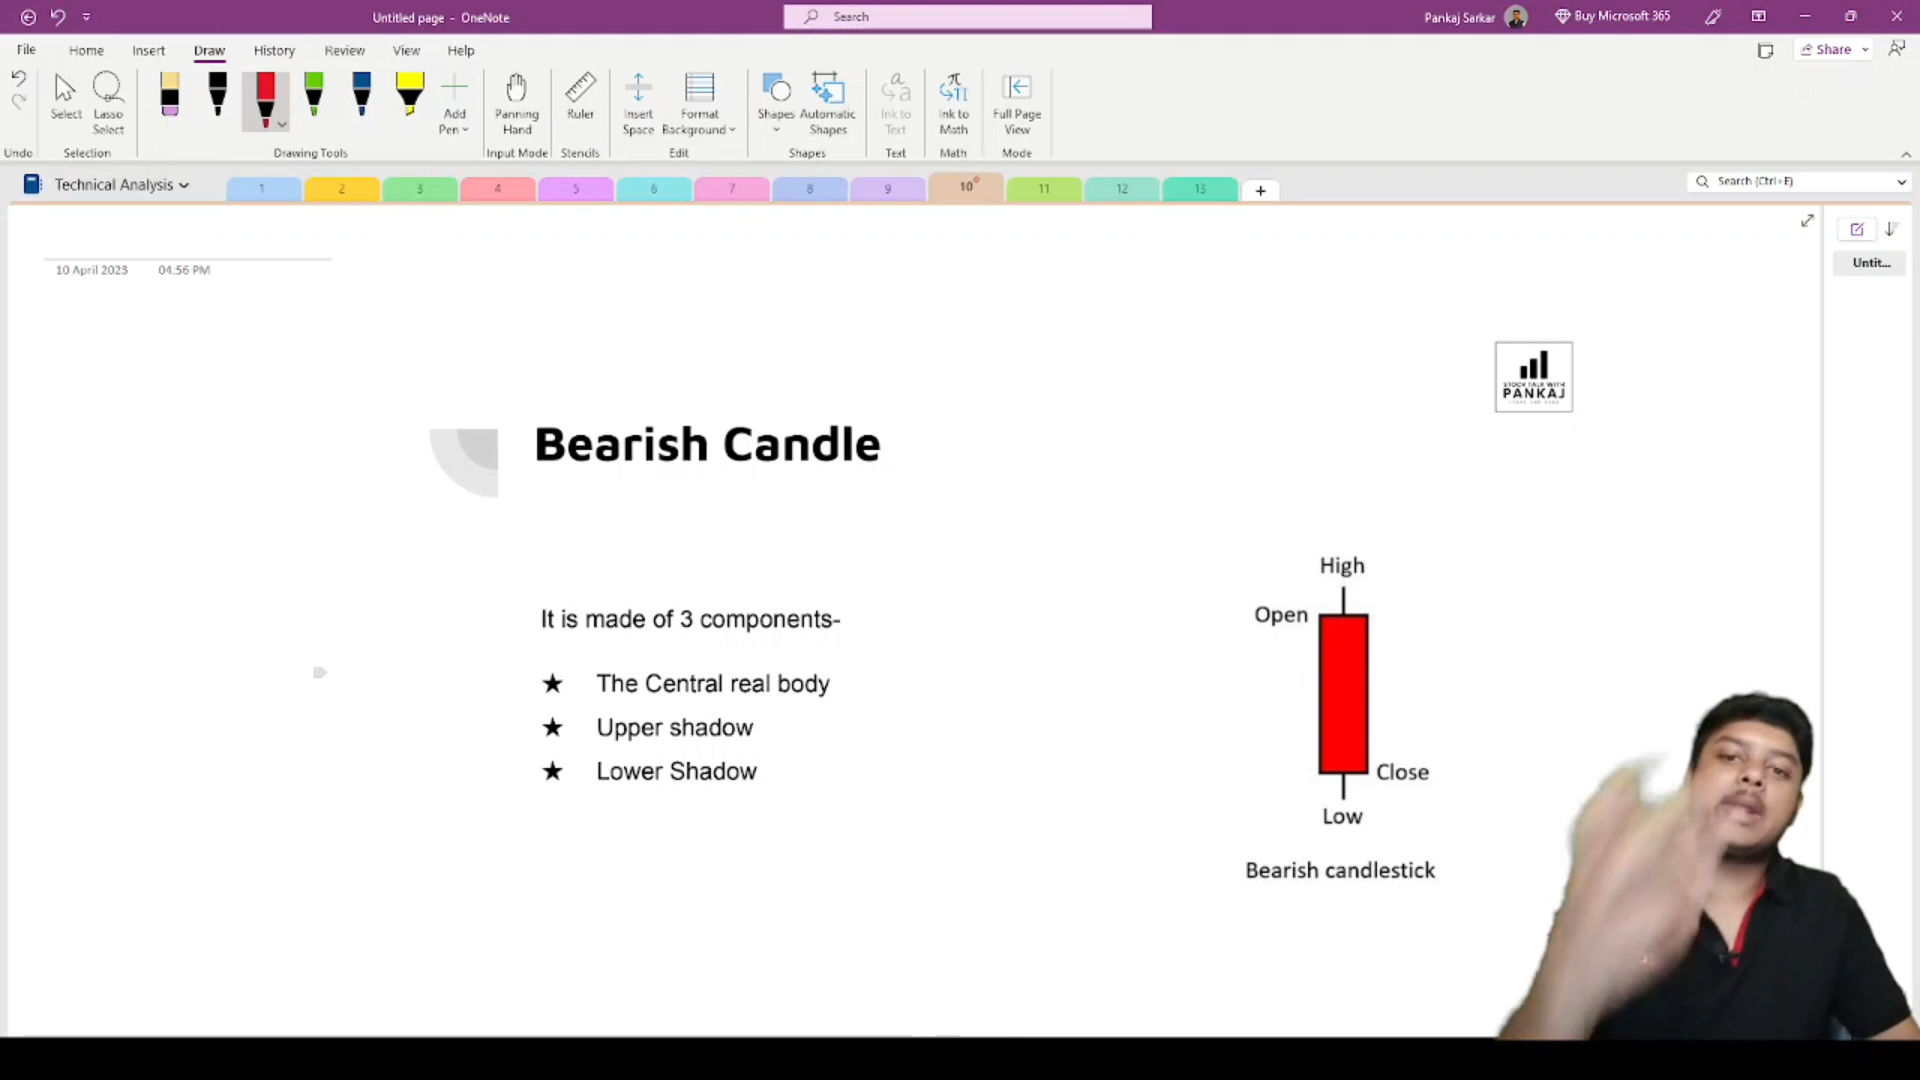 Untitled page - OneNote
Search
Pankaj Sarkar
Buy Microsoft 365
File
Home
Insert
Draw
History
Review
View
Help
Share
Select
Lasso Select
Add Pen
Panning Hand
Ruler
Insert Space
Format Background
Shapes
Automatic Shapes
Ink to Text
Ink to Math
Full Page View
Undo
Selection
Drawing Tools
Input Mode
Stencils
Edit
Shapes
Text
Math
Mode
Technical Analysis
1
2
3
4
5
6
7
8
9
10
11
12
13
+
Search (Ctrl+E)
Untit...
10 April 2023
04:56 PM
STOCK TALK WITH
PANKAJ
Bearish Candle
It is made of 3 components-
★ The Central real body
★ Upper shadow
★ Lower Shadow
High
Open
Close
Low
Bearish candlestick